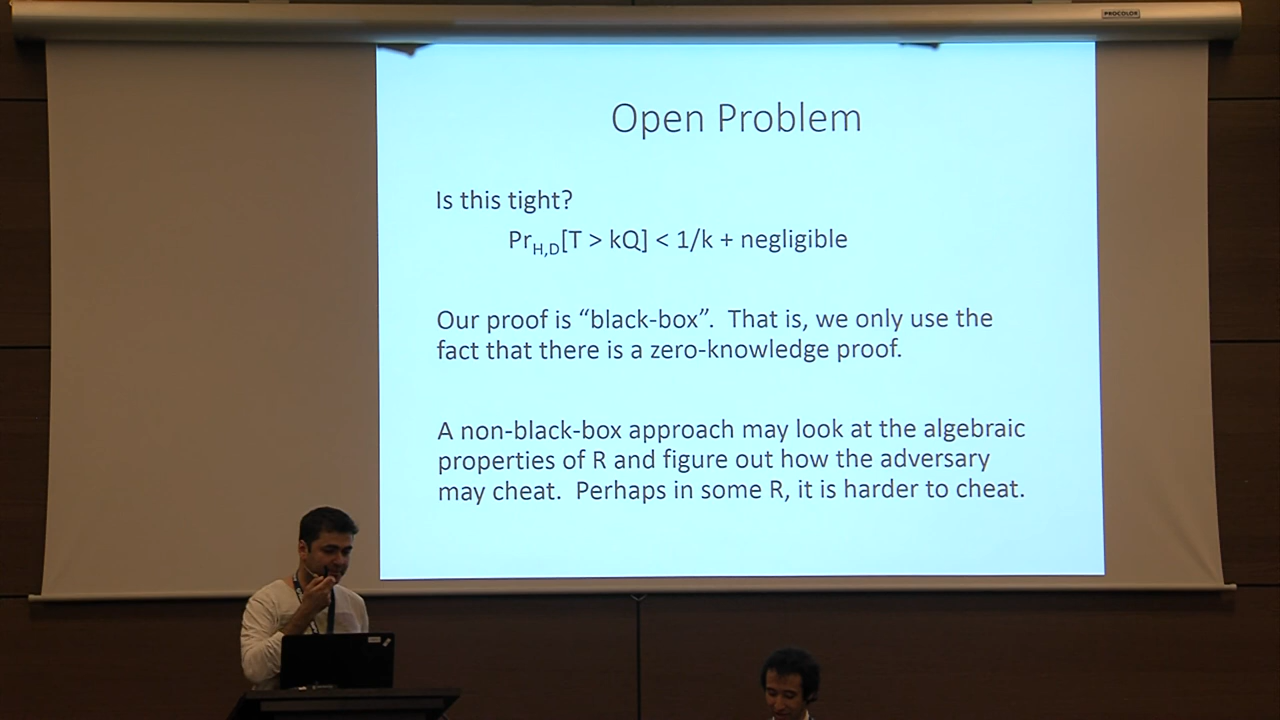 PROCOLOR
Open Problem
Is this tight?
Pr_{H,D}[T > kQ] < 1/k + negligible
Our proof is “black-box”. That is, we only use the
fact that there is a zero-knowledge proof.
A non-black-box approach may look at the algebraic
properties of R and figure out how the adversary
may cheat. Perhaps in some R, it is harder to cheat.